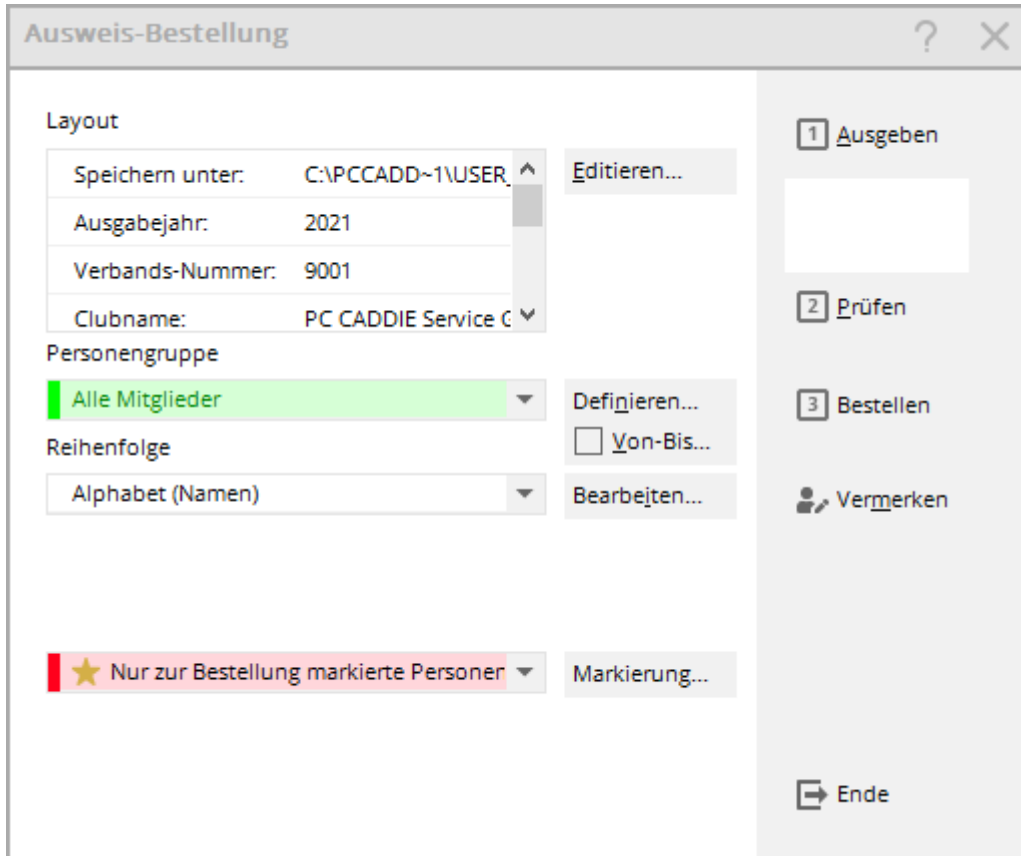 Ausweis-Bestellung
Layout
Speichern unter: C:\PCCADD~1\USER_
Ausgabejahr: 2021
Verbands-Nummer: 9001
Clubname: PC CADDIE Service G
Editieren...
Personengruppe
Alle Mitglieder
Definieren...
Von-Bis...
Reihenfolge
Alphabet (Namen)
Bearbeiten...
Nur zur Bestellung markierte Personen
Markierung...
1 Ausgeben
2 Prüfen
3 Bestellen
Vermerken
Ende